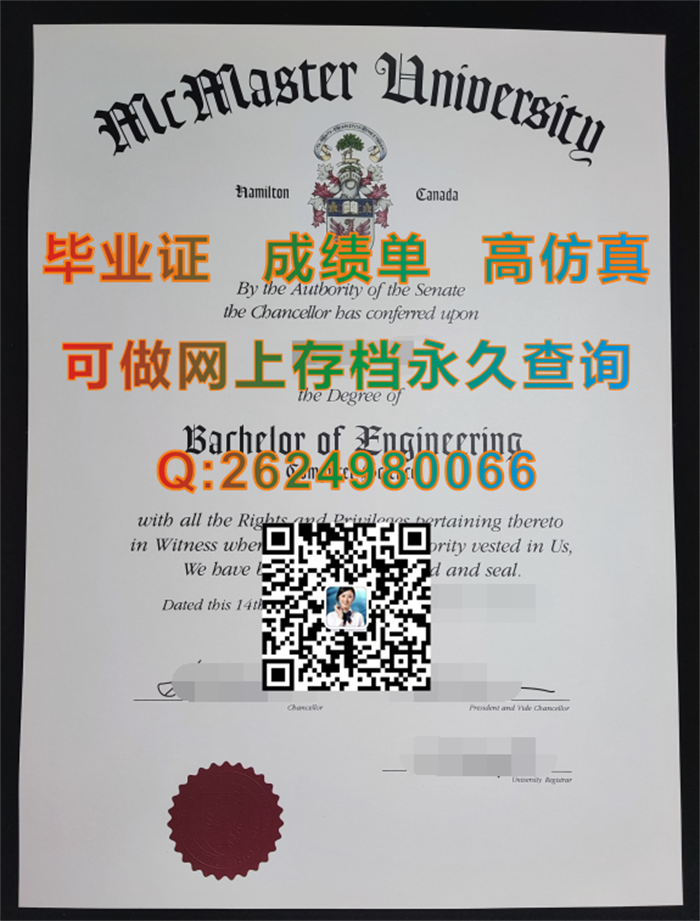 McMaster University
Hamilton Canada
毕业证 成绩单 高仿真
By the Authority of the Senate
the Chancellor has conferred upon
可做网上存档永久查询
the Degree of
Bachelor of Engineering
Q:2624980066
with all the Rights and Privileges pertaining thereto
in Witness vested in Us,
We have and seal.
Dated this 14th
Chancellor
President and Vice Chancellor
University Registrar